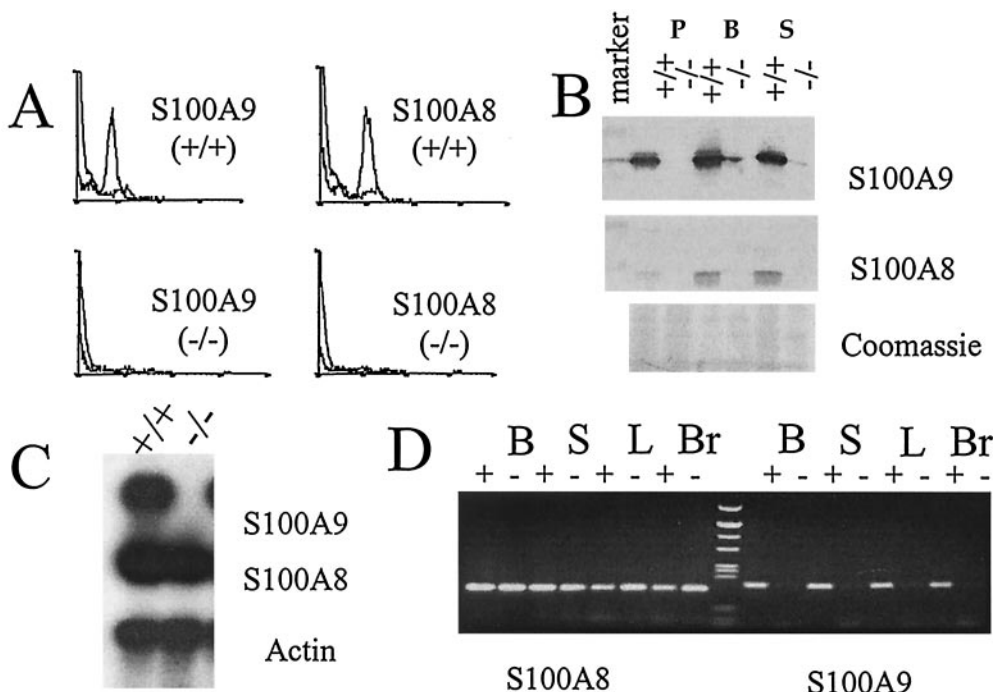 A
S100A9
(+/+)
S100A8
(+/+)
S100A9
(-/-)
S100A8
(-/-)
B
marker
P B S
+/+ -/- +/+ -/- +/+ -/-
S100A9
S100A8
Coomassie
C
+/+ -/-
S100A9
S100A8
Actin
D
B S L Br B S L Br
+ - + - + - + - + - + - + - + -
S100A8 S100A9